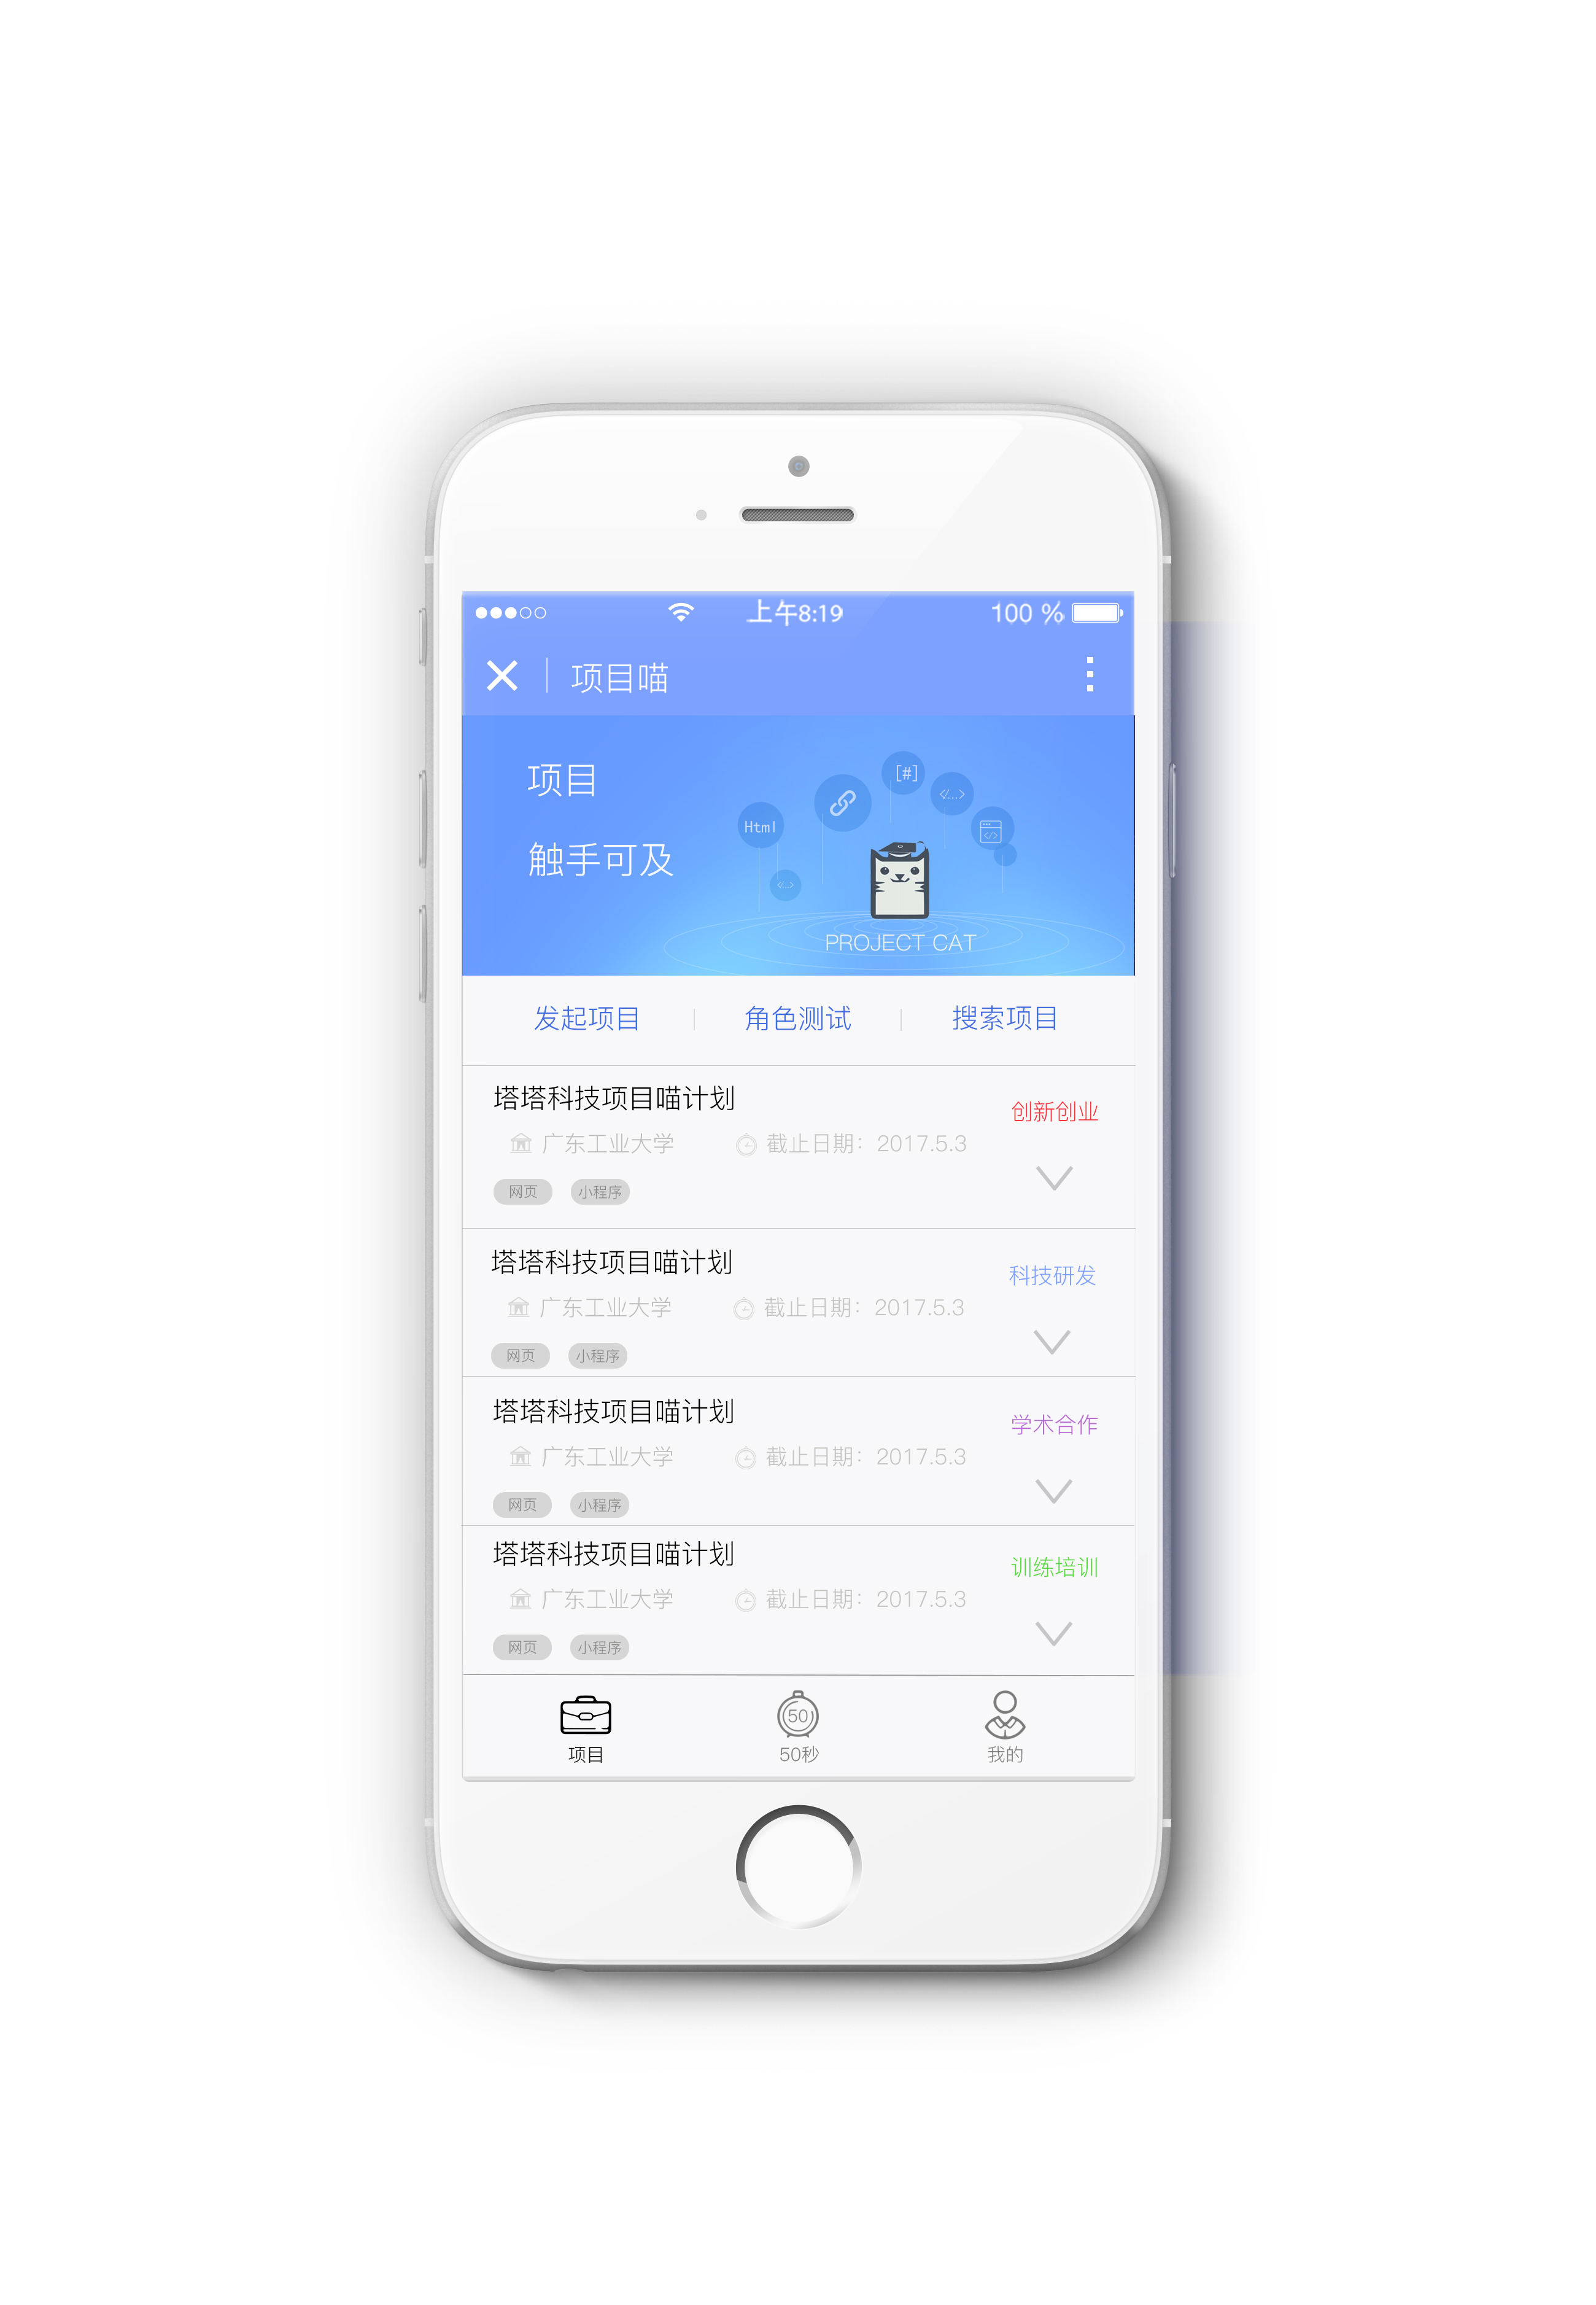 上午8:19 100 %
项目喵
项目
触手可及
Html
[#]
</...>
</>
<...>
PROJECT CAT
发起项目 角色测试 搜索项目
塔塔科技项目喵计划 创新创业
广东工业大学 截止日期：2017.5.3
网页 小程序
塔塔科技项目喵计划 科技研发
广东工业大学 截止日期：2017.5.3
网页 小程序
塔塔科技项目喵计划 学术合作
广东工业大学 截止日期：2017.5.3
网页 小程序
塔塔科技项目喵计划 训练培训
广东工业大学 截止日期：2017.5.3
网页 小程序
50
项目 50秒 我的